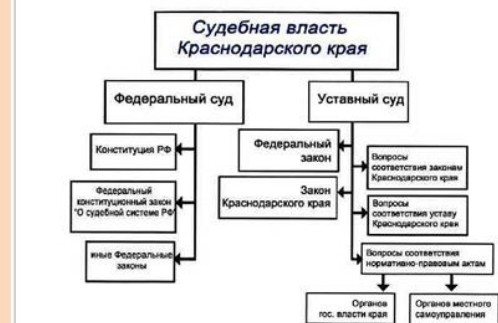 Судебная власть
Краснодарского края
Федеральный суд
Уставный суд
Конституция РФ
Федеральный
конституционный закон
"О судебной системе РФ"
иные Федеральные
законы
Федеральный
закон
Закон
Краснодарского края
Вопросы
соответствия законам
Краснодарского края
Вопросы
соответствия уставу
Краснодарского края
Вопросы соответствия
нормативно-правовым актам
Органов
гос. власти края
Органов местного
самоуправления